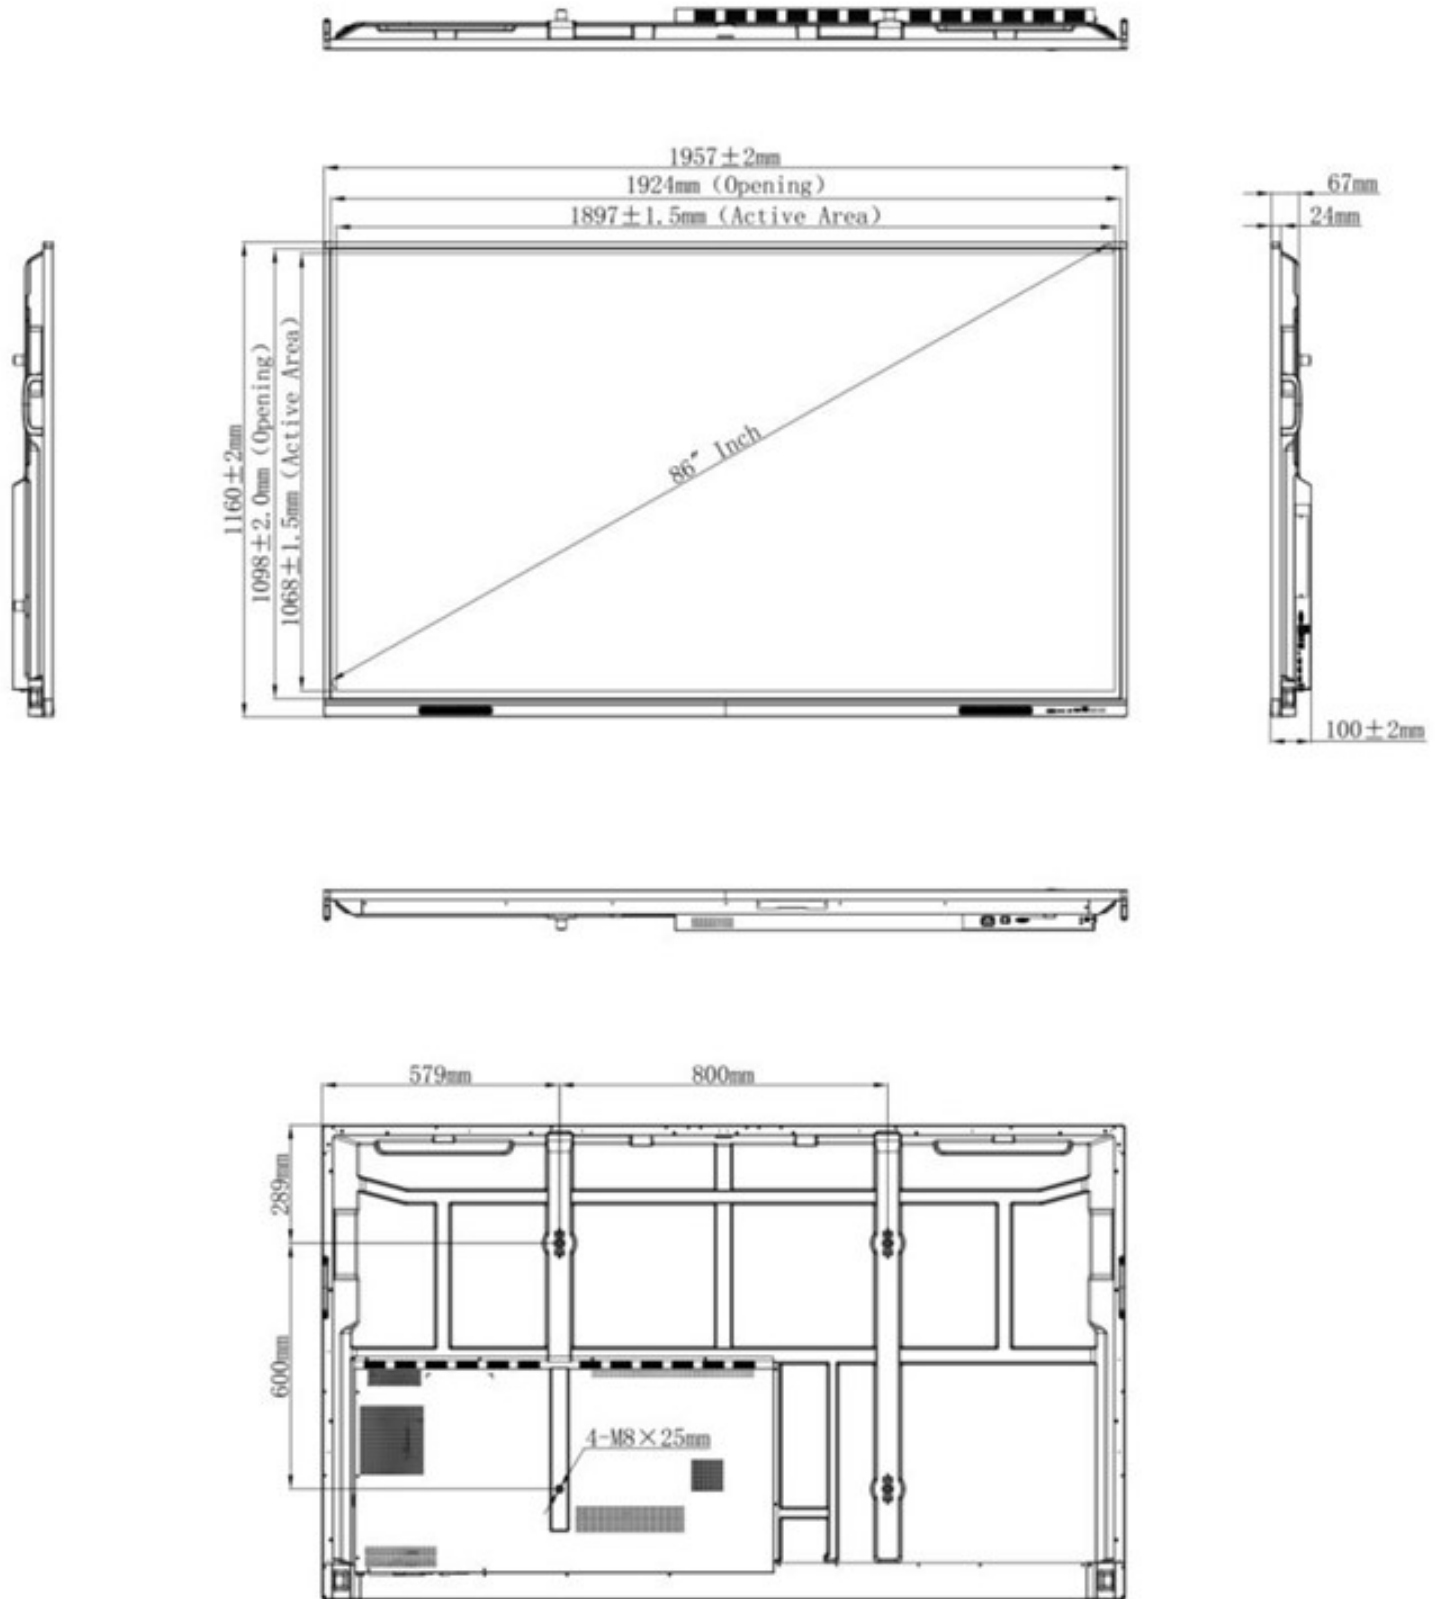 1957±2mm
1924mm (Opening)
1897±1.5mm (Active Area)
67mm
24mm
1160±2mm
1098±2.0mm (Opening)
1068±1.5mm (Active Area)
86″ Inch
100±2mm
579mm
800mm
289mm
600mm
4-M8×25mm